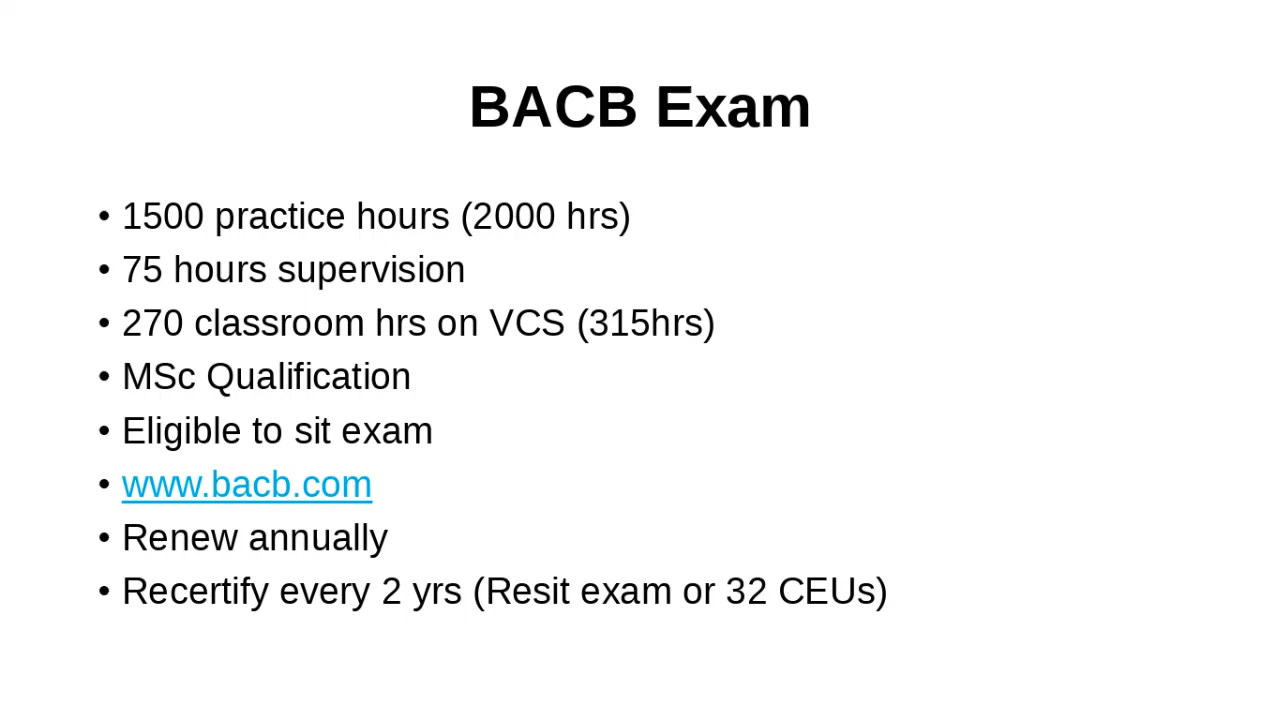 BACB Exam
• 1500 practice hours (2000 hrs)
• 75 hours supervision
• 270 classroom hrs on VCS (315hrs)
• MSc Qualification
• Eligible to sit exam
• www.bacb.com
• Renew annually
• Recertify every 2 yrs (Resit exam or 32 CEUs)